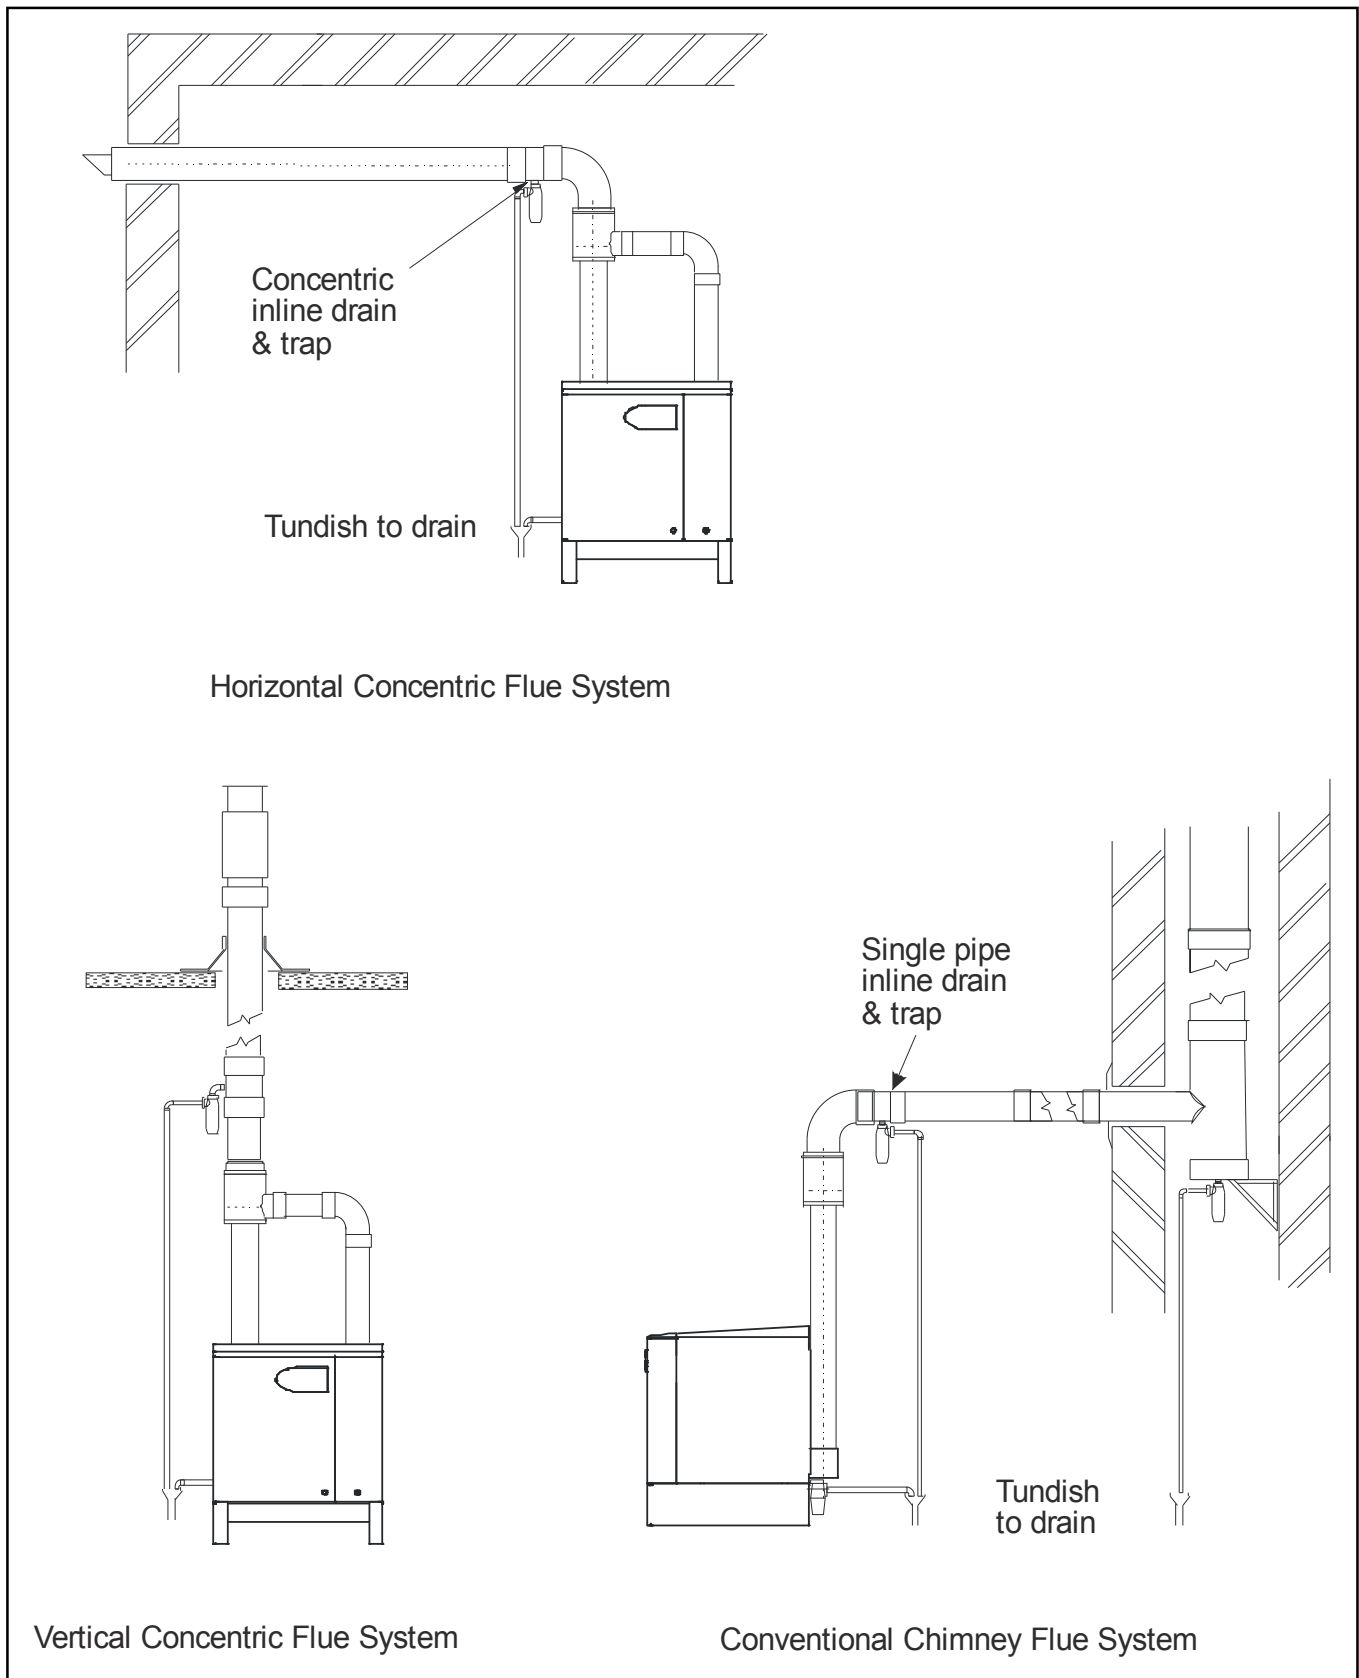 Concentric
inline drain
& trap
Tundish to drain
Horizontal Concentric Flue System
Single pipe
inline drain
& trap
Tundish
to drain
Vertical Concentric Flue System
Conventional Chimney Flue System